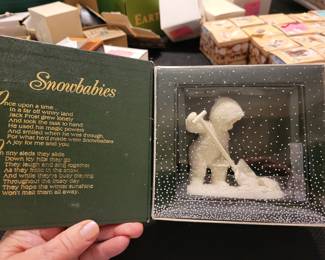 Snowbabies
Once upon a time,
In a far off wintry land
Jack Frost grew lonely
And took the task to hand.
He used his magic powers
And smiled when he was through,
For what he'd made were Snowbabies
A joy for me and you.
On tiny sleds they slide,
Down icy hills they go
They laugh and sing together
As they frolic in the snow.
And while they're busy playing
Throughout the frosty day
They hope the winter sunshine
Won't melt them all away.
EARTH